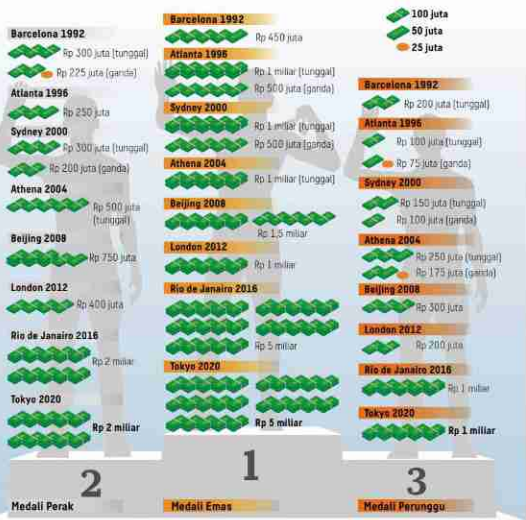 100 juta
50 juta
25 juta
Barcelona 1992
Rp 300 juta (tunggal)
Rp 225 juta (ganda)
Atlanta 1996
Rp 250 juta
Sydney 2000
Rp 300 juta (tunggal)
Rp 200 juta (ganda)
Athena 2004
Rp 500 juta
(tunggal)
Beijing 2008
Rp 750 juta
London 2012
Rp 400 juta
Rio de Janairo 2016
Rp 2 miliar
Tokyo 2020
Rp 2 miliar
2
Medali Perak
Barcelona 1992
Rp 450 juta
Atlanta 1996
Rp 1 miliar (tunggal)
Rp 500 juta (ganda)
Sydney 2000
Rp 1 miliar (tunggal)
Rp 500 juta (ganda)
Athena 2004
Rp 1 miliar (tunggal)
Beijing 2008
Rp 1,5 miliar
London 2012
Rp 1 miliar
Rio de Janairo 2016
Rp 5 miliar
Tokyo 2020
Rp 5 miliar
1
Medali Emas
Barcelona 1992
Rp 200 juta (tunggal)
Atlanta 1996
Rp 100 juta (tunggal)
Rp 75 juta (ganda)
Sydney 2000
Rp 150 juta (tunggal)
Rp 100 juta (ganda)
Athena 2004
Rp 250 juta (tunggal)
Rp 175 juta (ganda)
Beijing 2008
Rp 300 juta
London 2012
Rp 200 juta
Rio de Janairo 2016
Rp 1 miliar
Tokyo 2020
Rp 1 miliar
3
Medali Perunggu